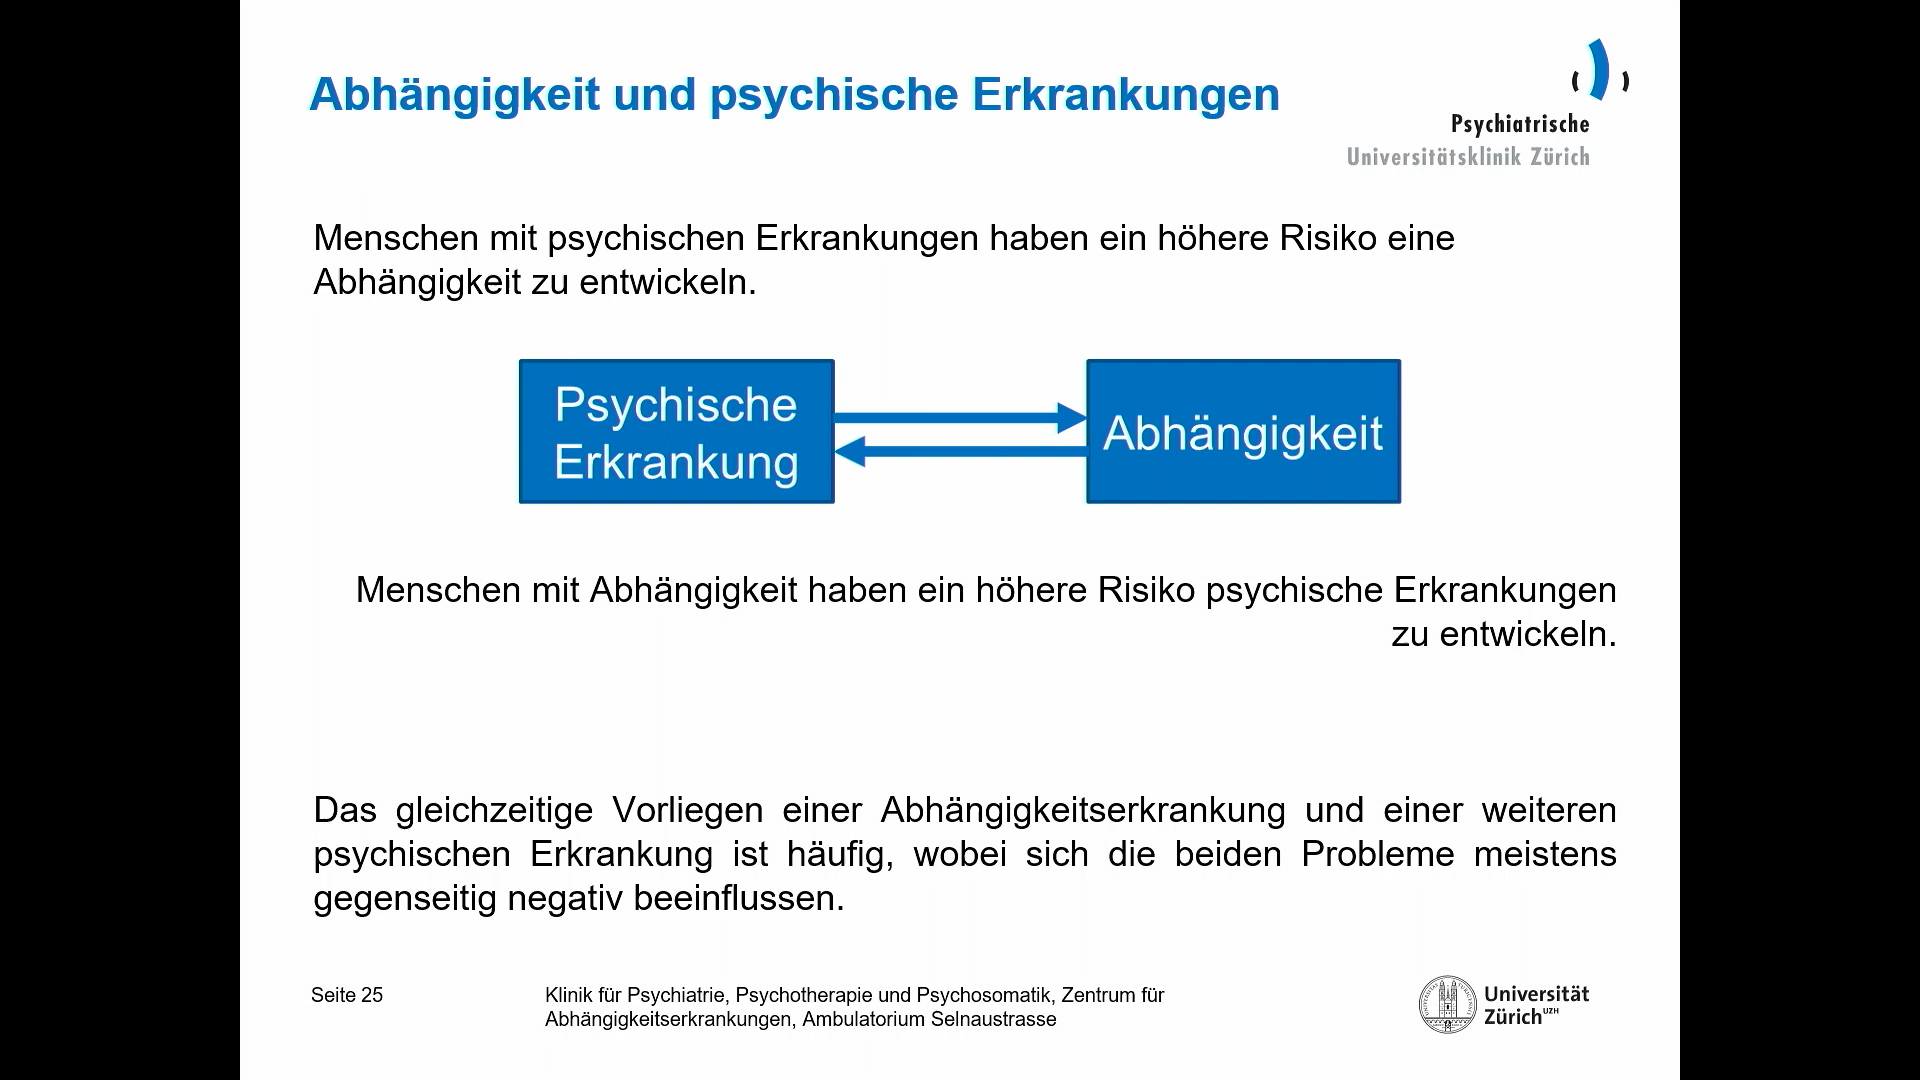 Abhängigkeit und psychische Erkrankungen
Psychiatrische
Universitätsklinik Zürich
Menschen mit psychischen Erkrankungen haben ein höhere Risiko eine
Abhängigkeit zu entwickeln.
Psychische
Erkrankung
Abhängigkeit
Menschen mit Abhängigkeit haben ein höhere Risiko psychische Erkrankungen
zu entwickeln.
Das gleichzeitige Vorliegen einer Abhängigkeitserkrankung und einer weiteren
psychischen Erkrankung ist häufig, wobei sich die beiden Probleme meistens
gegenseitig negativ beeinflussen.
Seite 25
Klinik für Psychiatrie, Psychotherapie und Psychosomatik, Zentrum für
Abhängigkeitserkrankungen, Ambulatorium Selnaustrasse
Universität
Zürich UZH